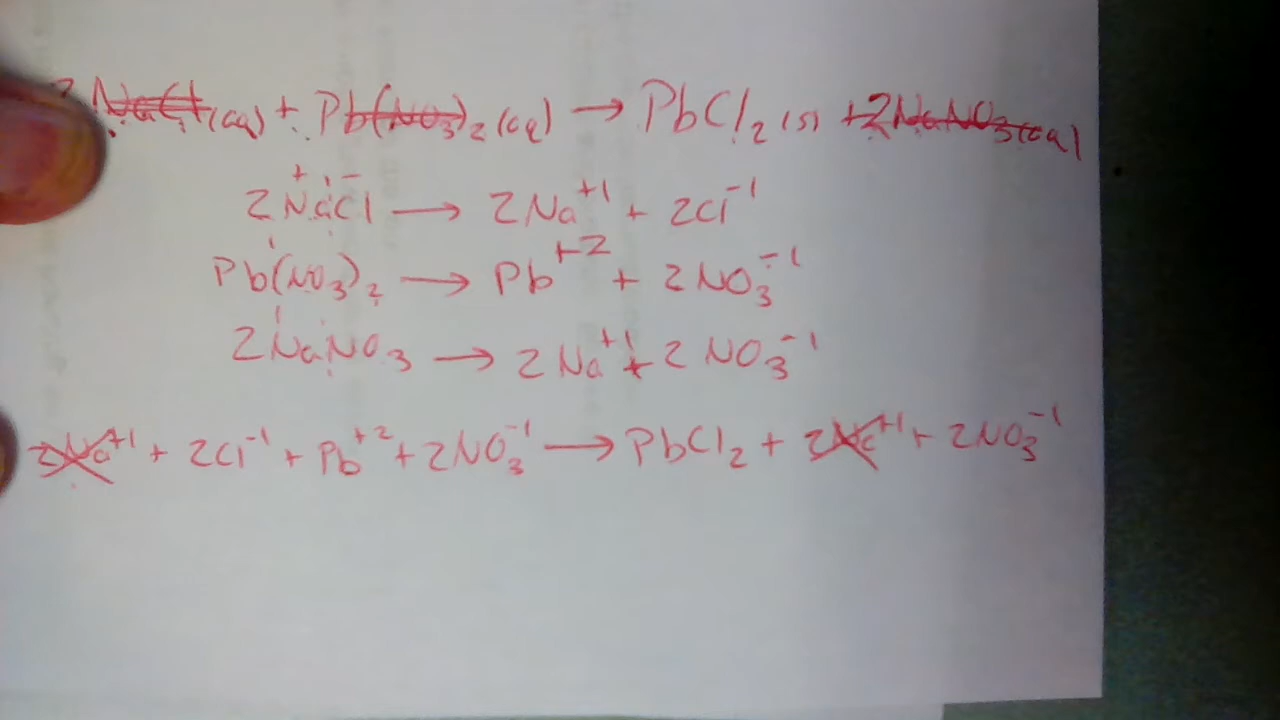 2NaCl(aq) + Pb(NO₃)₂(aq) → PbCl₂(s) + 2NaNO₃(aq)
+ -
2NaCl → 2Na⁺¹ + 2Cl⁻¹
Pb(NO₃)₂ → Pb⁺² + 2NO₃⁻¹
2NaNO₃ → 2Na⁺¹ + 2NO₃⁻¹
2Na⁺¹ + 2Cl⁻¹ + Pb⁺² + 2NO₃⁻¹ → PbCl₂ + 2Na⁺¹ + 2NO₃⁻¹